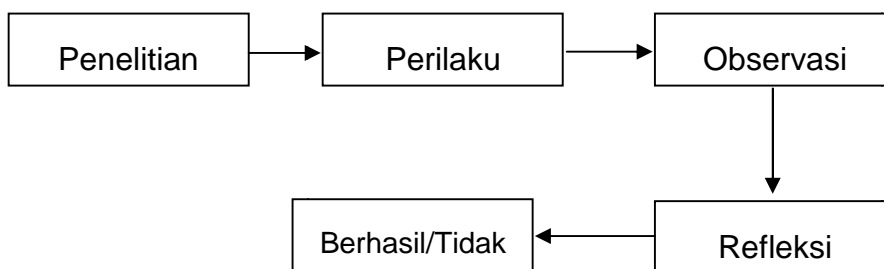 Penelitian
Perilaku
Observasi
Refleksi
Berhasil/Tidak